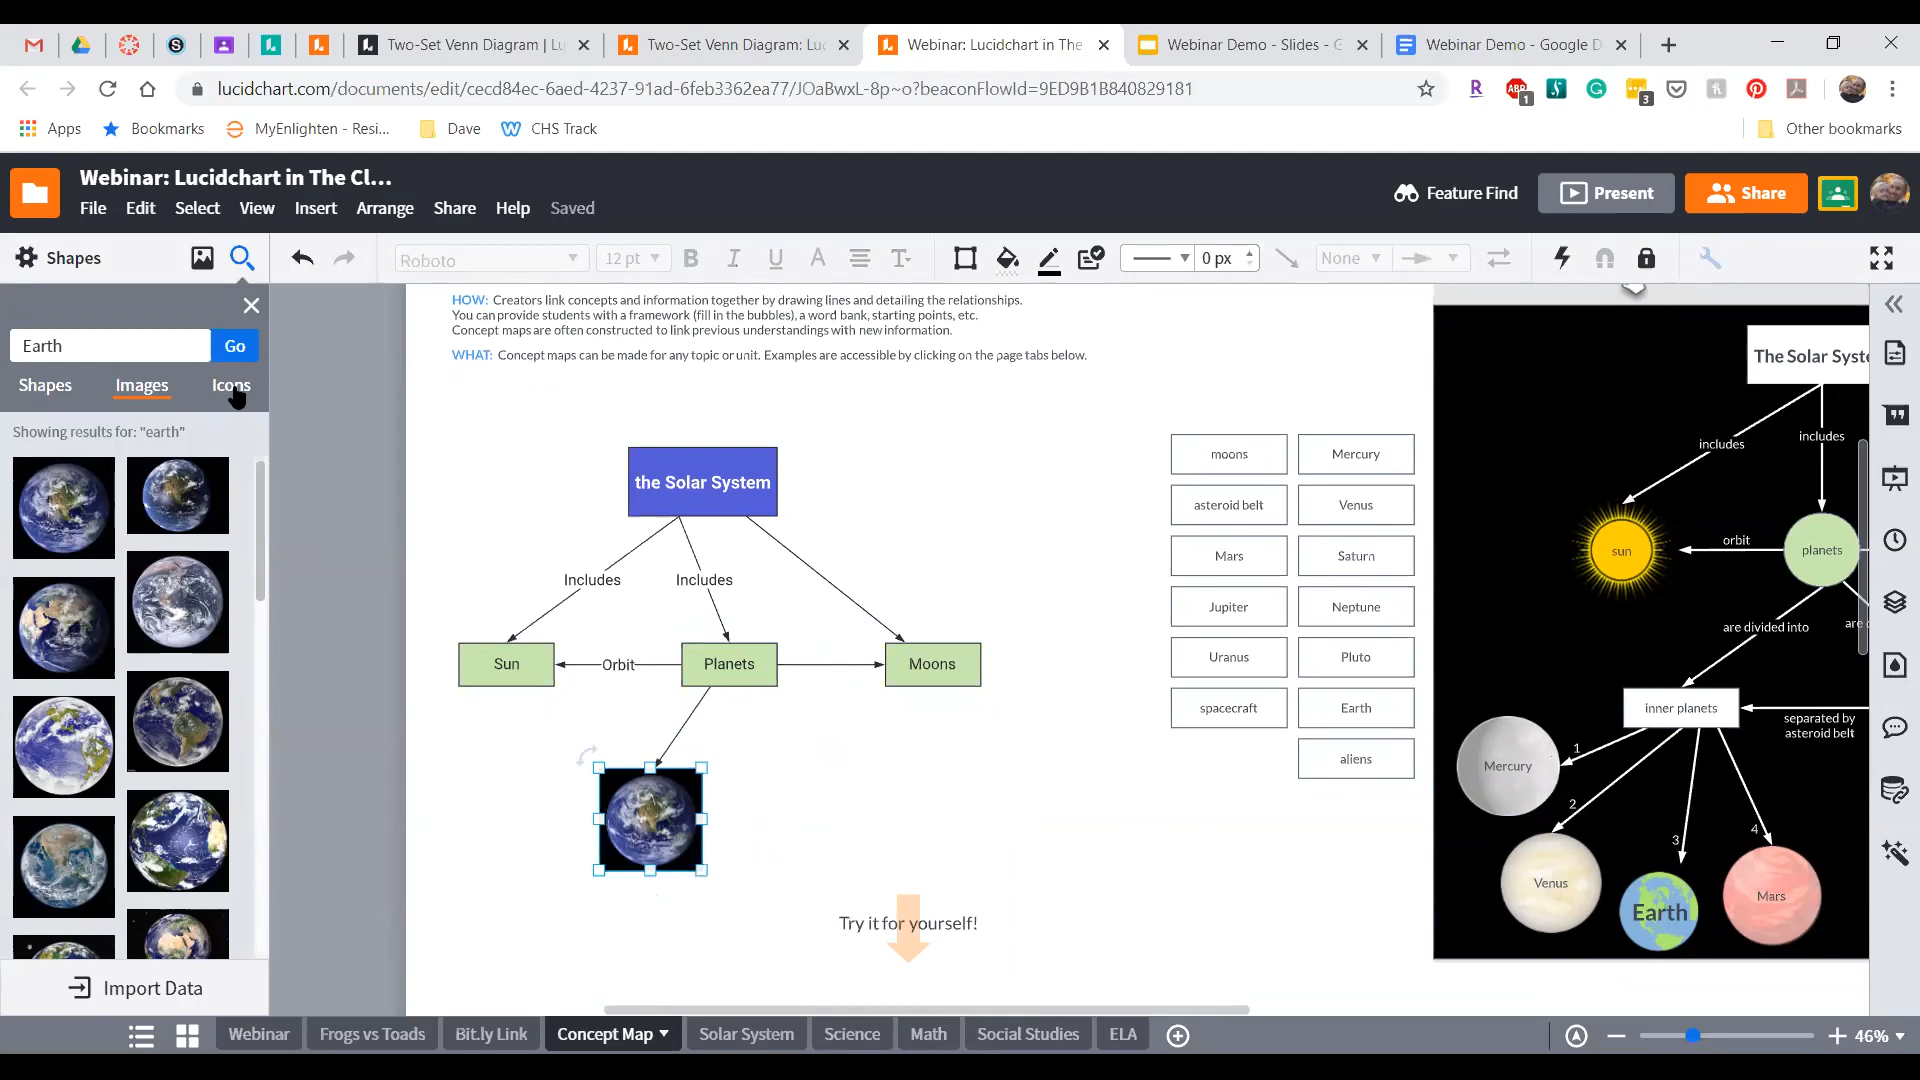 Two-Set Venn Diagram | Lu
Two-Set Venn Diagram: Luc
Webinar: Lucidchart in The
Webinar Demo - Slides - G
Webinar Demo - Google D
lucidchart.com/documents/edit/cecd84ec-6aed-4237-91ad-6feb3362ea77/JOaBwxL-8p~o?beaconFlowId=9ED9B1B840829181
R
ABP
1
3
Apps
Bookmarks
MyEnlighten - Resi...
Dave
CHS Track
Other bookmarks
Webinar: Lucidchart in The Cl...
File
Edit
Select
View
Insert
Arrange
Share
Help
Saved
Feature Find
Present
Share
Shapes
Roboto
12 pt
B
I
U
A
T
0 px
None
Earth
Go
Shapes
Images
Icons
Showing results for: "earth"
Import Data
HOW: Creators link concepts and information together by drawing lines and detailing the relationships.
You can provide students with a framework (fill in the bubbles), a word bank, starting points, etc.
Concept maps are often constructed to link previous understandings with new information.
WHAT: Concept maps can be made for any topic or unit. Examples are accessible by clicking on the page tabs below.
the Solar System
Includes
Includes
Sun
Orbit
Planets
Moons
Try it for yourself!
moons
Mercury
asteroid belt
Venus
Mars
Saturn
Jupiter
Neptune
Uranus
Pluto
spacecraft
Earth
aliens
The Solar Syste
includes
includes
sun
orbit
planets
are divided into
are d
inner planets
separated by
asteroid belt
Mercury
1
2
3
4
Venus
Earth
Mars
Webinar
Frogs vs Toads
Bit.ly Link
Concept Map
Solar System
Science
Math
Social Studies
ELA
46%